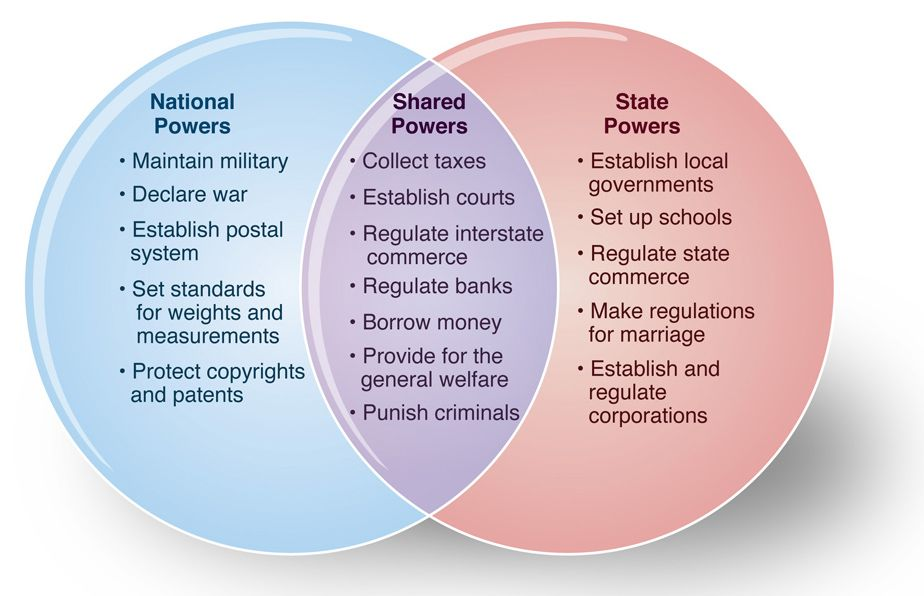 National
Powers
• Maintain military
• Declare war
• Establish postal
system
• Set standards
for weights and
measurements
• Protect copyrights
and patents
Shared
Powers
• Collect taxes
• Establish courts
• Regulate interstate
commerce
• Regulate banks
• Borrow money
• Provide for the
general welfare
• Punish criminals
State
Powers
• Establish local
governments
• Set up schools
• Regulate state
commerce
• Make regulations
for marriage
• Establish and
regulate
corporations